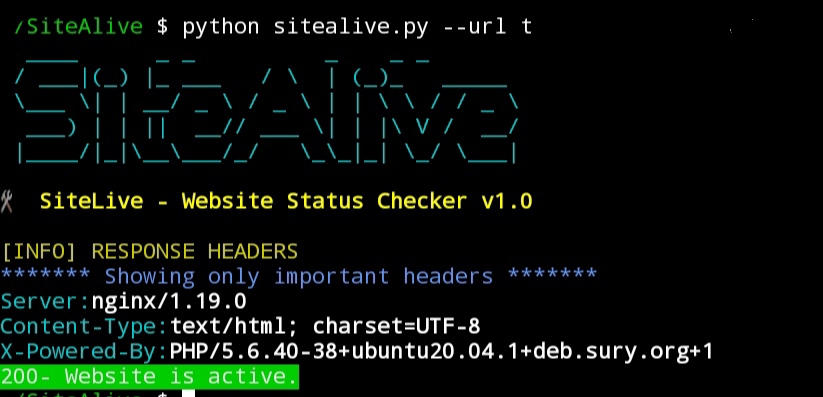 /SiteAlive $ python sitealive.py --url t
SiteAlive
SiteLive - Website Status Checker v1.0
[INFO] RESPONSE HEADERS
******* Showing only important headers *******
Server:nginx/1.19.0
Content-Type:text/html; charset=UTF-8
X-Powered-By:PHP/5.6.40-38+ubuntu20.04.1+deb.sury.org+1
200- Website is active.
/SiteAlive $